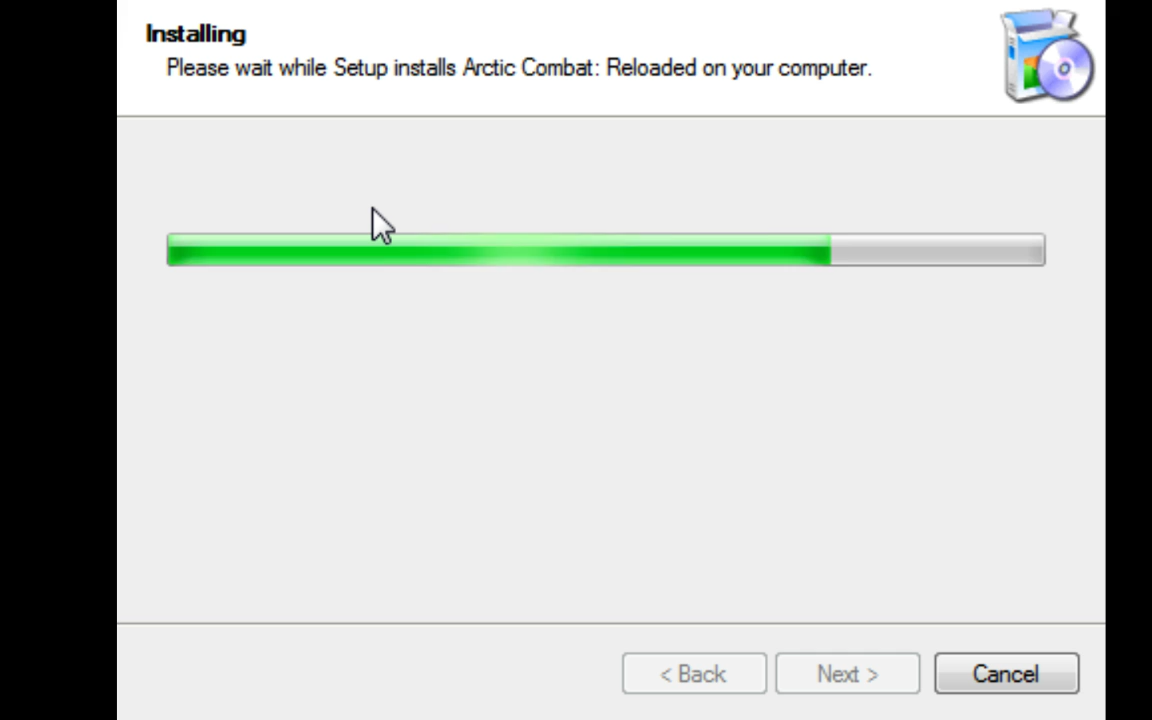 Installing
Please wait while Setup installs Arctic Combat: Reloaded on your computer.
< Back Next > Cancel